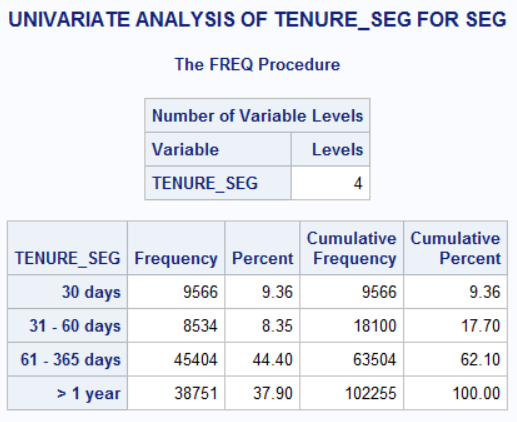 UNIVARIATE ANALYSIS OF TENURE_SEG FOR SEG
The FREQ Procedure
Number of Variable Levels
Variable Levels
TENURE_SEG 4
TENURE_SEG Frequency Percent Cumulative Frequency Cumulative Percent
30 days 9566 9.36 9566 9.36
31 - 60 days 8534 8.35 18100 17.70
61 - 365 days 45404 44.40 63504 62.10
> 1 year 38751 37.90 102255 100.00